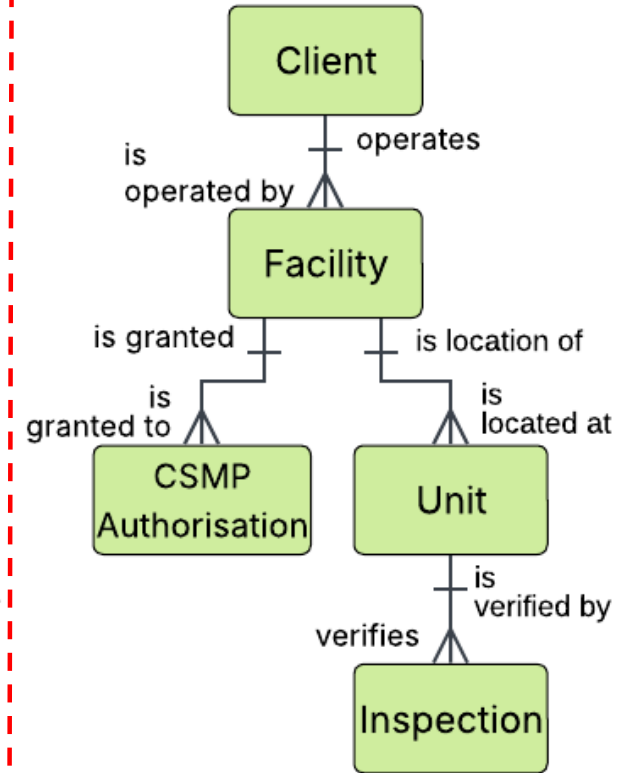 Client
operates
is
operated by
Facility
is granted
is location of
is
granted to
is
located at
CSMP
Authorisation
Unit
is
verified by
verifies
Inspection